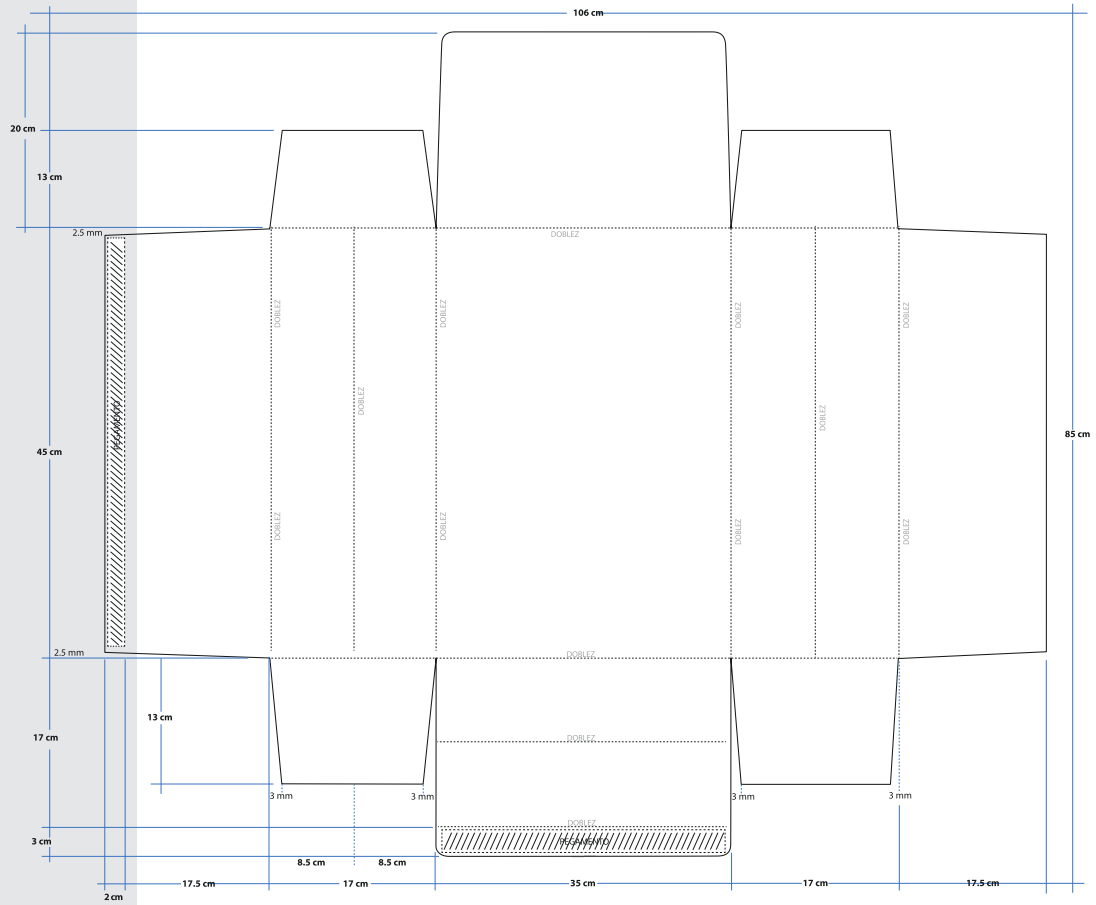 106 cm
20 cm
13 cm
2.5 mm
DOBLEZ
DOBLEZ
DOBLEZ
DOBLEZ
DOBLEZ
DOBLEZ
PEGAMENTO
DOBLEZ
85 cm
45 cm
DOBLEZ
DOBLEZ
DOBLEZ
DOBLEZ
2.5 mm
DOBLEZ
13 cm
17 cm
DOBLEZ
3 mm
3 mm
3 mm
3 mm
DOBLEZ
3 cm
PEGAMENTO
8.5 cm
8.5 cm
17.5 cm
17 cm
35 cm
17 cm
17.5 cm
2 cm